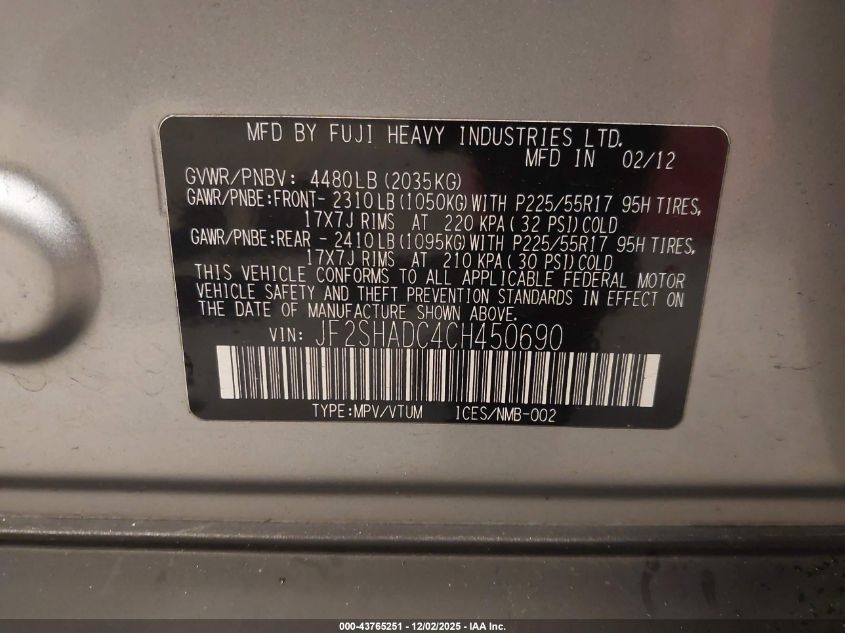 MFD BY FUJI HEAVY INDUSTRIES LTD.
MFD IN 02/12
GVWR/PNBV: 4480LB(2035KG)
GAWR/PNBE:FRONT- 2310LB(1050KG)WITH P225/55R17 95H TIRES,
17X7J RIMS AT 220 KPA(32 PSI)COLD
GAWR/PNBE:REAR - 2410LB(1095KG)WITH P225/55R17 95H TIRES,
17X7J RIMS AT 210 KPA(30 PSI)COLD
THIS VEHICLE CONFORMS TO ALL APPLICABLE FEDERAL MOTOR
VEHICLE SAFETY AND THEFT PREVENTION STANDARDS IN EFFECT ON
THE DATE OF MANUFACTURE SHOWN ABOVE.
VIN: JF2SHADC4CH450690
TYPE:MPV/VTUM ICES/NMB-002
000-43765251 - 12/02/2025 - IAA Inc.